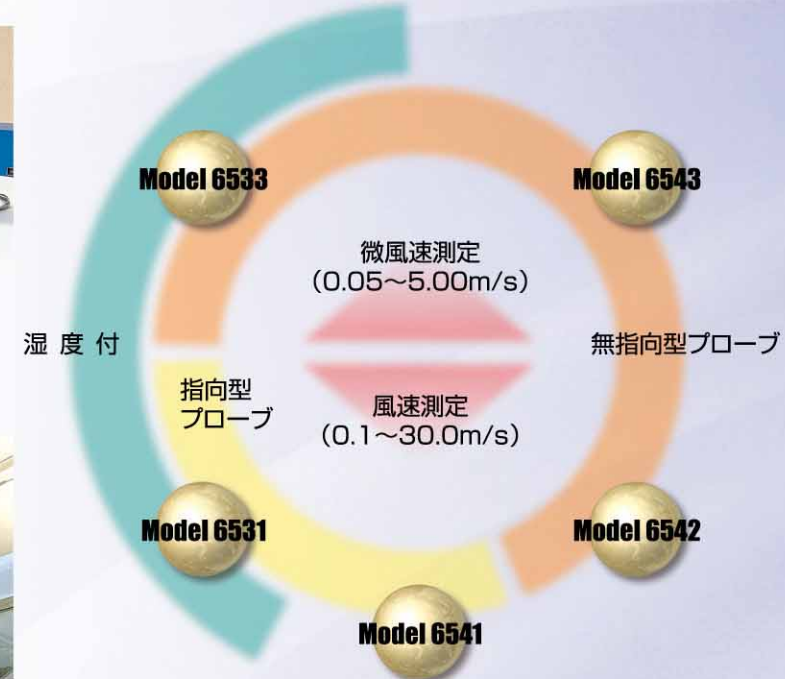 Model 6533
Model 6543
微風速測定
（0.05～5.00m/s）
湿 度 付
無指向型プローブ
指向型
プローブ
風速測定
（0.1～30.0m/s）
Model 6531
Model 6542
Model 6541